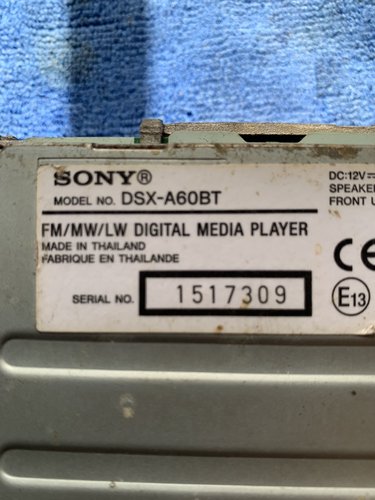 SONY®
MODEL NO. DSX-A60BT
FM/MW/LW DIGITAL MEDIA PLAYER
MADE IN THAILAND
FABRIQUE EN THAILANDE
SERIAL NO. 1517309
DC:12V
SPEAKE
FRONT U
CE
E13